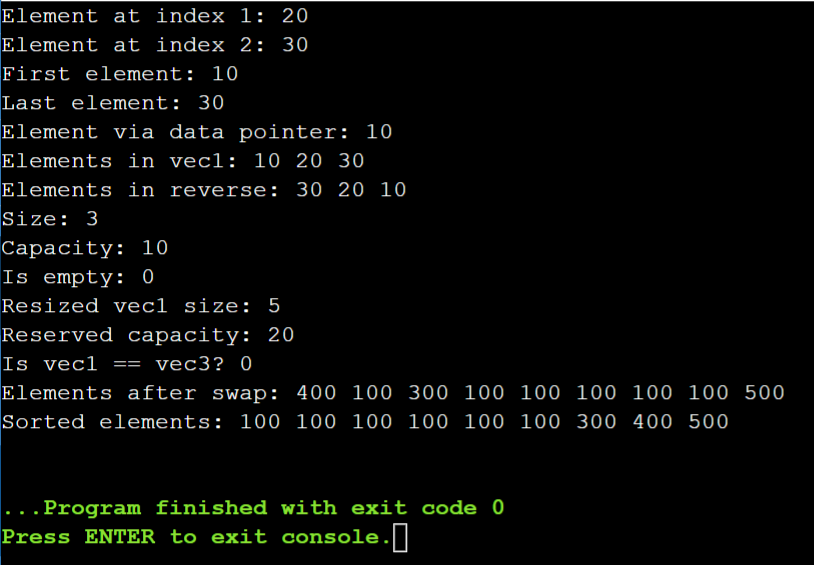 Element at index 1: 20
Element at index 2: 30
First element: 10
Last element: 30
Element via data pointer: 10
Elements in vec1: 10 20 30
Elements in reverse: 30 20 10
Size: 3
Capacity: 10
Is empty: 0
Resized vec1 size: 5
Reserved capacity: 20
Is vec1 == vec3? 0
Elements after swap: 400 100 300 100 100 100 100 100 500
Sorted elements: 100 100 100 100 100 100 300 400 500
...Program finished with exit code 0
Press ENTER to exit console.